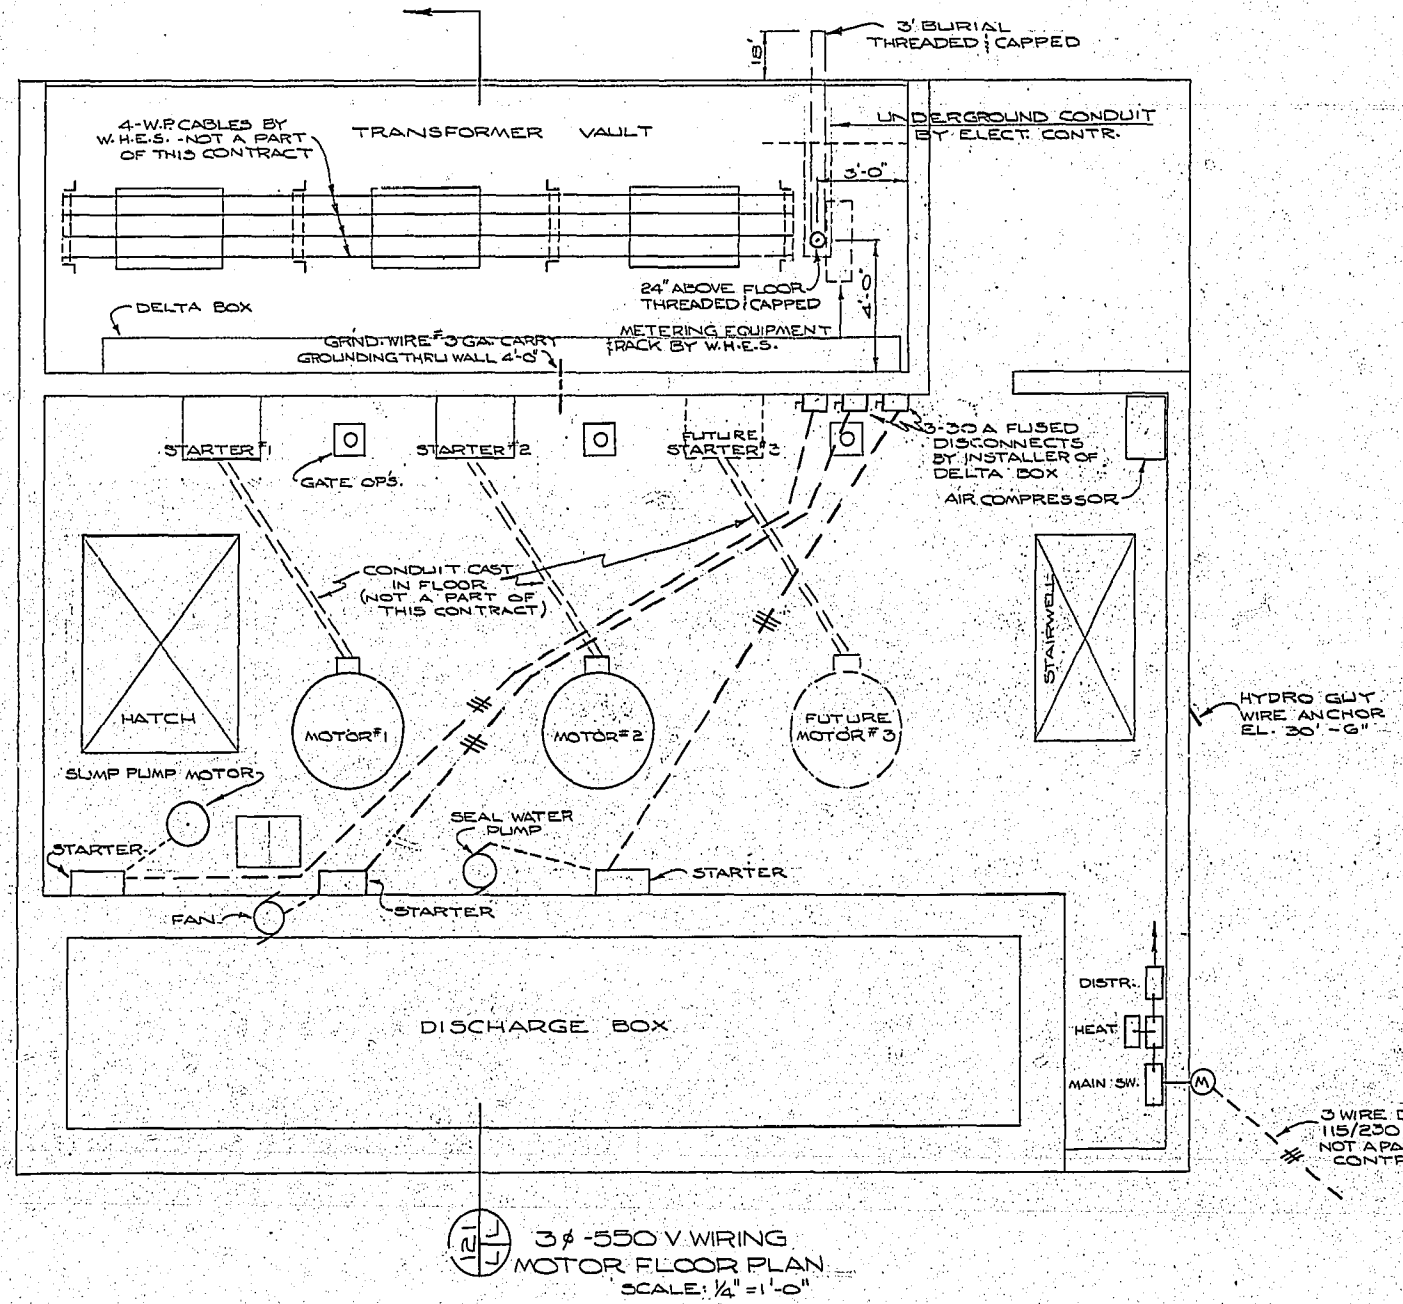 3' BURIAL
THREADED & CAPPED
18'
UNDERGROUND CONDUIT
BY ELECT. CONTR.
4-W.P. CABLES BY
W.H.E.S. -NOT A PART
OF THIS CONTRACT
TRANSFORMER VAULT
3'-0"
4'-0"
24" ABOVE FLOOR
THREADED & CAPPED
DELTA BOX
METERING EQUIPMENT
& RACK BY W.H.E.S.
GRND. WIRE #3 GA. CARRY
GROUNDING THRU WALL 4'-0"
STARTER #1
GATE OP'S.
STARTER #2
FUTURE
STARTER #3
3-30 A FUSED
DISCONNECTS
BY INSTALLER OF
DELTA BOX
AIR COMPRESSOR
CONDUIT CAST
IN FLOOR
(NOT A PART OF
THIS CONTRACT)
STAIRWELL
HATCH
MOTOR #1
MOTOR #2
FUTURE
MOTOR #3
HYDRO GUY
WIRE ANCHOR
EL. 30'-6"
SUMP PUMP MOTOR
SEAL WATER
PUMP
STARTER
STARTER
STARTER
FAN
DISTR.
HEAT
MAIN SW.
M
DISCHARGE BOX
3 WIRE
115/230
NOT A PA
CONT
121
3ø -550 V WIRING
MOTOR FLOOR PLAN
SCALE: 1/4" = 1'-0"